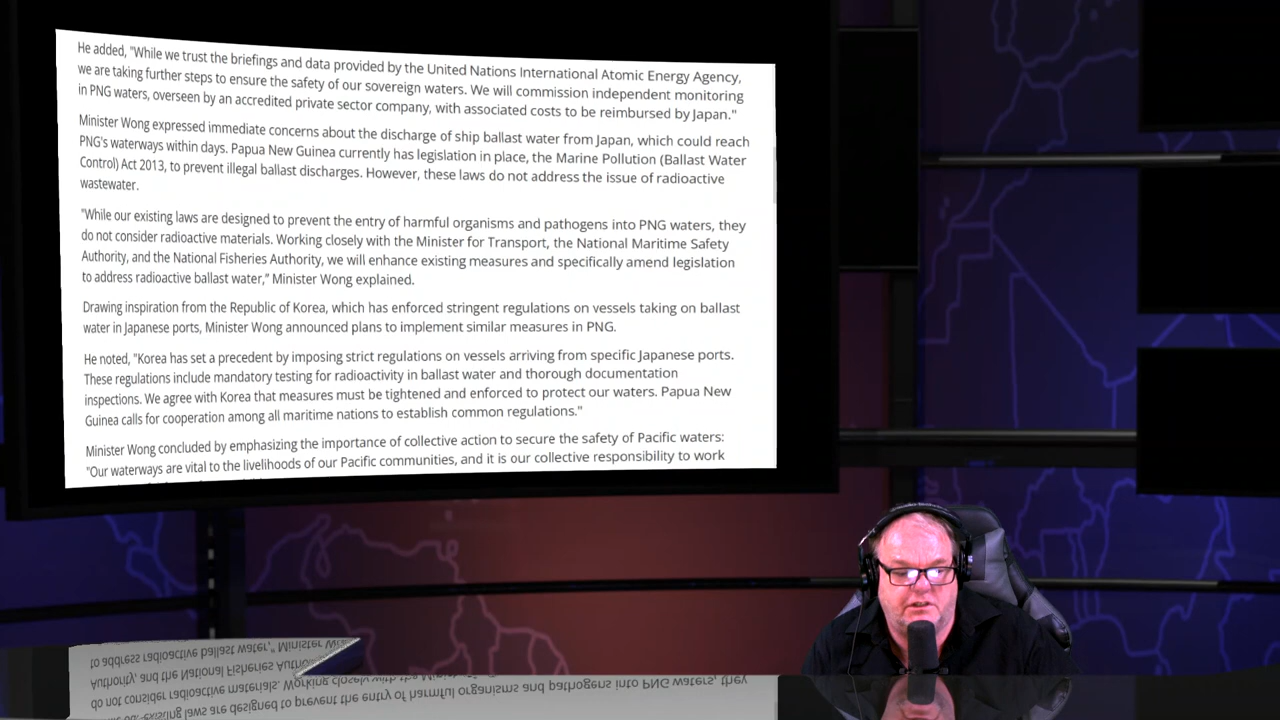 He added, "While we trust the briefings and data provided by the United Nations International Atomic Energy Agency,
we are taking further steps to ensure the safety of our sovereign waters. We will commission independent monitoring
in PNG waters, overseen by an accredited private sector company, with associated costs to be reimbursed by Japan."
Minister Wong expressed immediate concerns about the discharge of ship ballast water from Japan, which could reach
PNG's waterways within days. Papua New Guinea currently has legislation in place, the Marine Pollution (Ballast Water
Control) Act 2013, to prevent illegal ballast discharges. However, these laws do not address the issue of radioactive
wastewater.
"While our existing laws are designed to prevent the entry of harmful organisms and pathogens into PNG waters, they
do not consider radioactive materials. Working closely with the Minister for Transport, the National Maritime Safety
Authority, and the National Fisheries Authority, we will enhance existing measures and specifically amend legislation
to address radioactive ballast water," Minister Wong explained.
Drawing inspiration from the Republic of Korea, which has enforced stringent regulations on vessels taking on ballast
water in Japanese ports, Minister Wong announced plans to implement similar measures in PNG.
He noted, "Korea has set a precedent by imposing strict regulations on vessels arriving from specific Japanese ports.
These regulations include mandatory testing for radioactivity in ballast water and thorough documentation
inspections. We agree with Korea that measures must be tightened and enforced to protect our waters. Papua New
Guinea calls for cooperation among all maritime nations to establish common regulations."
Minister Wong concluded by emphasizing the importance of collective action to secure the safety of Pacific waters:
"Our waterways are vital to the livelihoods of our Pacific communities, and it is our collective responsibility to work